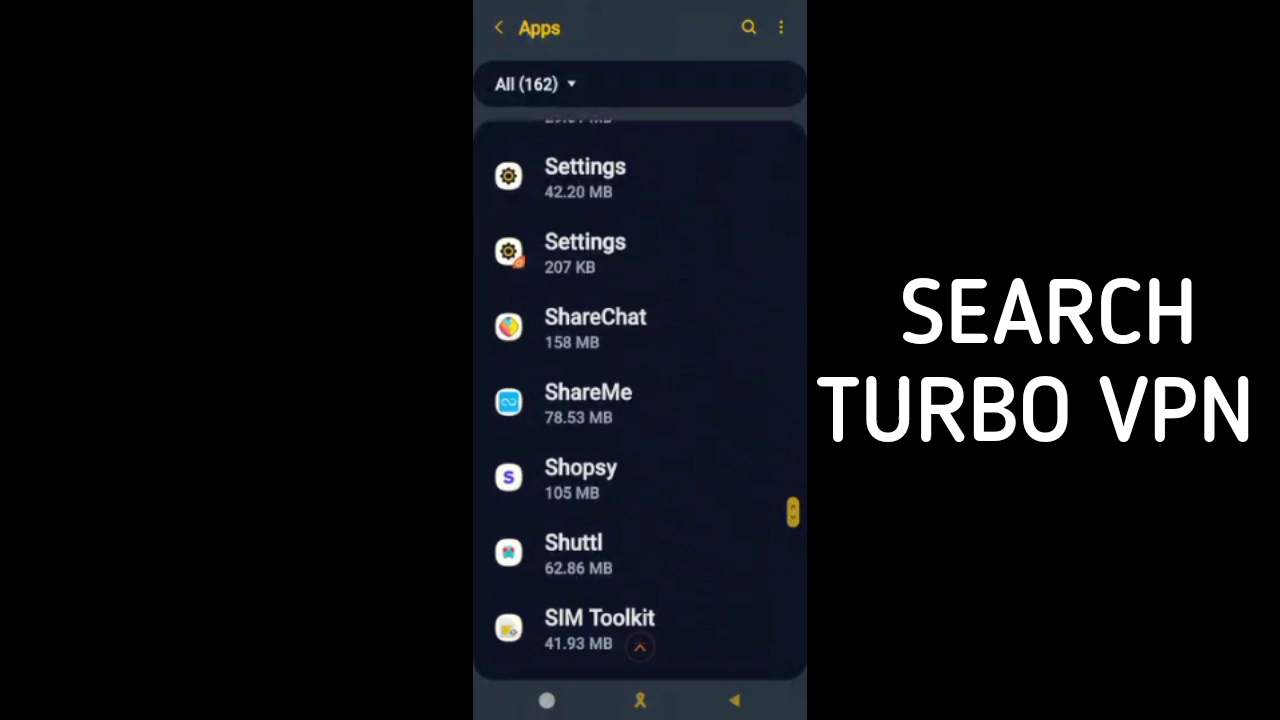 Apps
All (162)
Settings
42.20 MB
Settings
207 KB
ShareChat
158 MB
ShareMe
78.53 MB
S
Shopsy
105 MB
Shuttl
62.86 MB
SIM Toolkit
41.93 MB
SEARCH
TURBO VPN